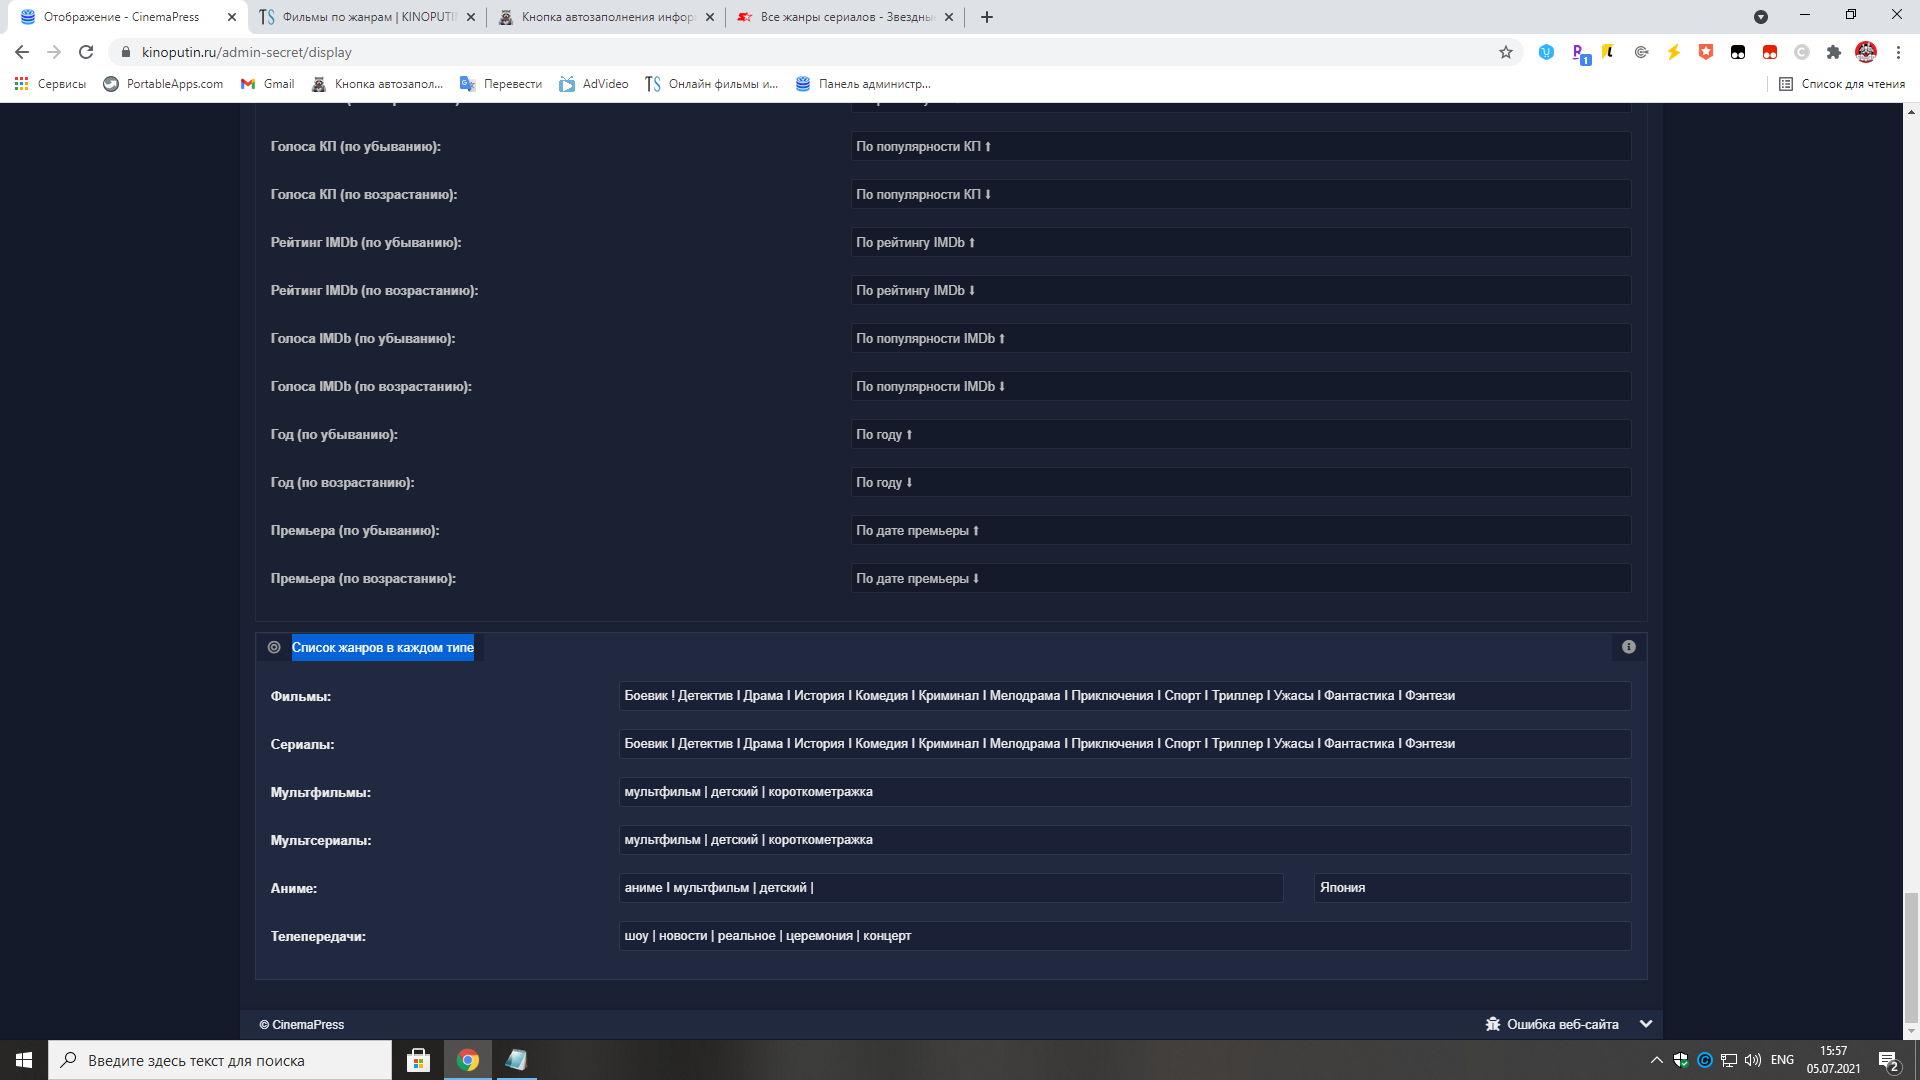 Отображение - CinemaPress
Фильмы по жанрам | KINOPUTIN
Кнопка автозаполнения инфор
Все жанры сериалов - Звездны
kinoputin.ru/admin-secret/display
1
Сервисы
PortableApps.com
Gmail
Кнопка автозапол...
Перевести
AdVideo
Онлайн фильмы и...
Панель администр...
Список для чтения
Голоса КП (по убыванию): По популярности КП ⬆
Голоса КП (по возрастанию): По популярности КП ⬇
Рейтинг IMDb (по убыванию): По рейтингу IMDb ⬆
Рейтинг IMDb (по возрастанию): По рейтингу IMDb ⬇
Голоса IMDb (по убыванию): По популярности IMDb ⬆
Голоса IMDb (по возрастанию): По популярности IMDb ⬇
Год (по убыванию): По году ⬆
Год (по возрастанию): По году ⬇
Премьера (по убыванию): По дате премьеры ⬆
Премьера (по возрастанию): По дате премьеры ⬇
Список жанров в каждом типе
Фильмы: Боевик ! Детектив I Драма I История I Комедия I Криминал I Мелодрама I Приключения I Спорт I Триллер I Ужасы I Фантастика I Фэнтези
Сериалы: Боевик I Детектив I Драма I История I Комедия I Криминал I Мелодрама I Приключения I Спорт I Триллер I Ужасы I Фантастика I Фэнтези
Мультфильмы: мультфильм | детский | короткометражка
Мультсериалы: мультфильм | детский | короткометражка
Аниме: аниме I мультфильм | детский | Япония
Телепередачи: шоу | новости | реальное | церемония | концерт
© CinemaPress
Ошибка веб-сайта
Введите здесь текст для поиска
ENG
15:57
05.07.2021
2